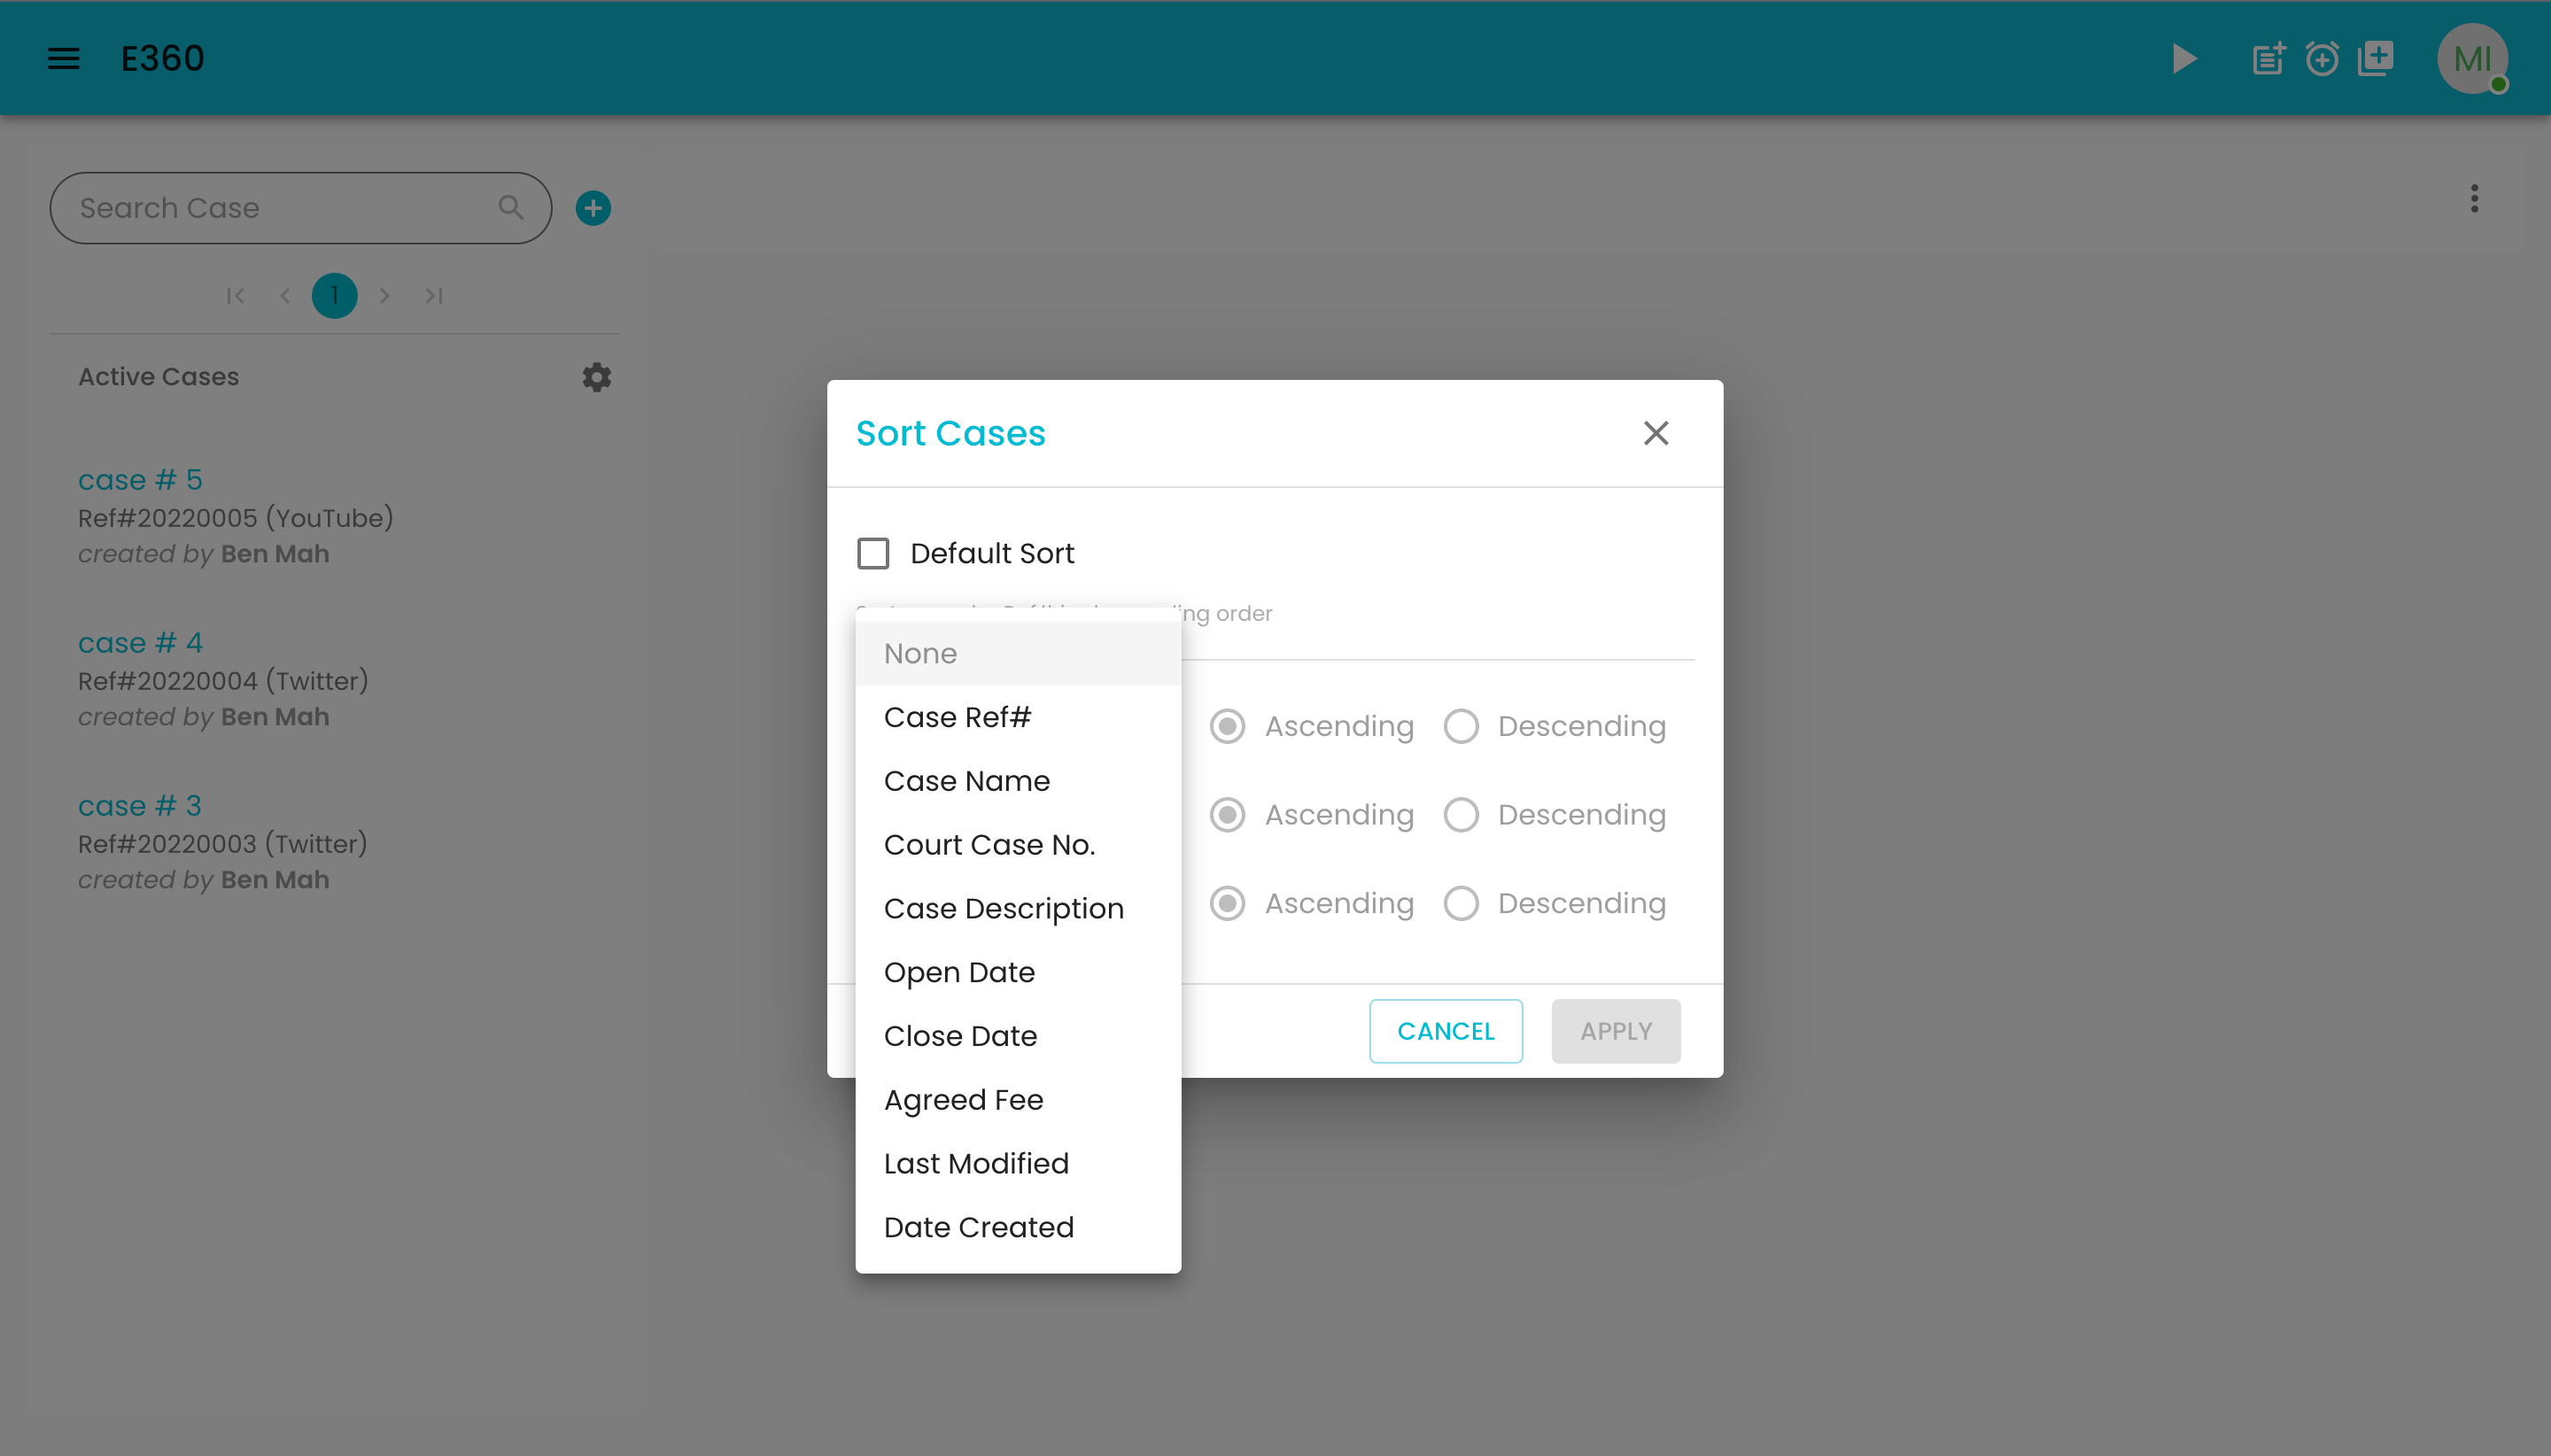 E360
MI
Search Case
1
Active Cases
case # 5
Ref#20220005 (YouTube)
created by Ben Mah
case # 4
Ref#20220004 (Twitter)
created by Ben Mah
case # 3
Ref#20220003 (Twitter)
created by Ben Mah
Sort Cases
Default Sort
order
None
Case Ref#
Case Name
Court Case No.
Case Description
Open Date
Close Date
Agreed Fee
Last Modified
Date Created
Ascending Descending
Ascending Descending
Ascending Descending
CANCEL APPLY